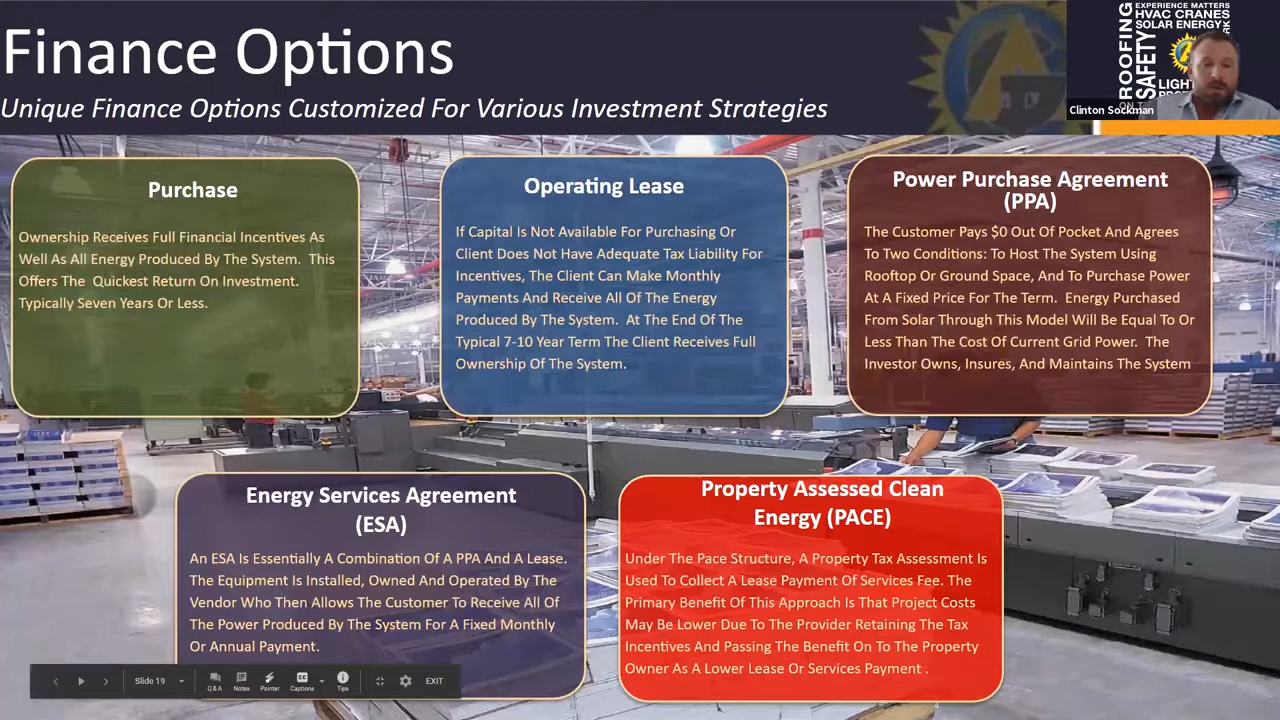 Finance Options
Unique Finance Options Customized For Various Investment Strategies
EXPERIENCE MATTERS
HVAC CRANES
SOLAR ENERGY
ROOFING
SAFETY
LIGHT
ON
Clinton Sockman
Purchase
Ownership Receives Full Financial Incentives As
Well As All Energy Produced By The System. This
Offers The Quickest Return On Investment.
Typically Seven Years Or Less.
Operating Lease
If Capital Is Not Available For Purchasing Or
Client Does Not Have Adequate Tax Liability For
Incentives, The Client Can Make Monthly
Payments And Receive All Of The Energy
Produced By The System. At The End Of The
Typical 7-10 Year Term The Client Receives Full
Ownership Of The System.
Power Purchase Agreement
(PPA)
The Customer Pays $0 Out Of Pocket And Agrees
To Two Conditions: To Host The System Using
Rooftop Or Ground Space, And To Purchase Power
At A Fixed Price For The Term. Energy Purchased
From Solar Through This Model Will Be Equal To Or
Less Than The Cost Of Current Grid Power. The
Investor Owns, Insures, And Maintains The System
Energy Services Agreement
(ESA)
An ESA Is Essentially A Combination Of A PPA And A Lease.
The Equipment Is Installed, Owned And Operated By The
Vendor Who Then Allows The Customer To Receive All Of
The Power Produced By The System For A Fixed Monthly
Or Annual Payment.
Property Assessed Clean
Energy (PACE)
Under The Pace Structure, A Property Tax Assessment Is
Used To Collect A Lease Payment Of Services Fee. The
Primary Benefit Of This Approach Is That Project Costs
May Be Lower Due To The Provider Retaining The Tax
Incentives And Passing The Benefit On To The Property
Owner As A Lower Lease Or Services Payment .
Slide 19
Q & A
Notes
Pointer
Captions
Tips
EXIT
4